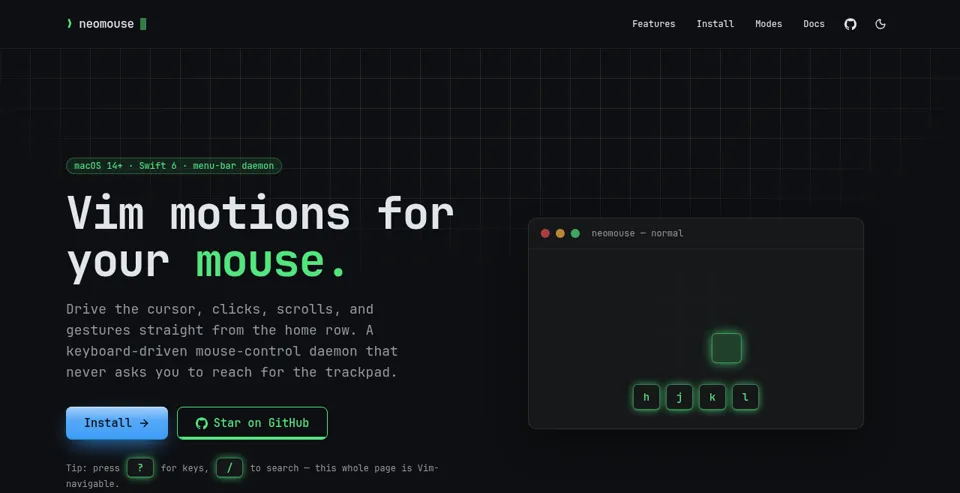 neomouse
Features Install Modes Docs
macOS 14+ · Swift 6 · menu-bar daemon
Vim motions for
your mouse.
Drive the cursor, clicks, scrolls, and
gestures straight from the home row. A
keyboard-driven mouse-control daemon that
never asks you to reach for the trackpad.
Install →
Star on GitHub
Tip: press ? for keys, / to search — this whole page is Vim-
navigable.
neomouse — normal
h j k l